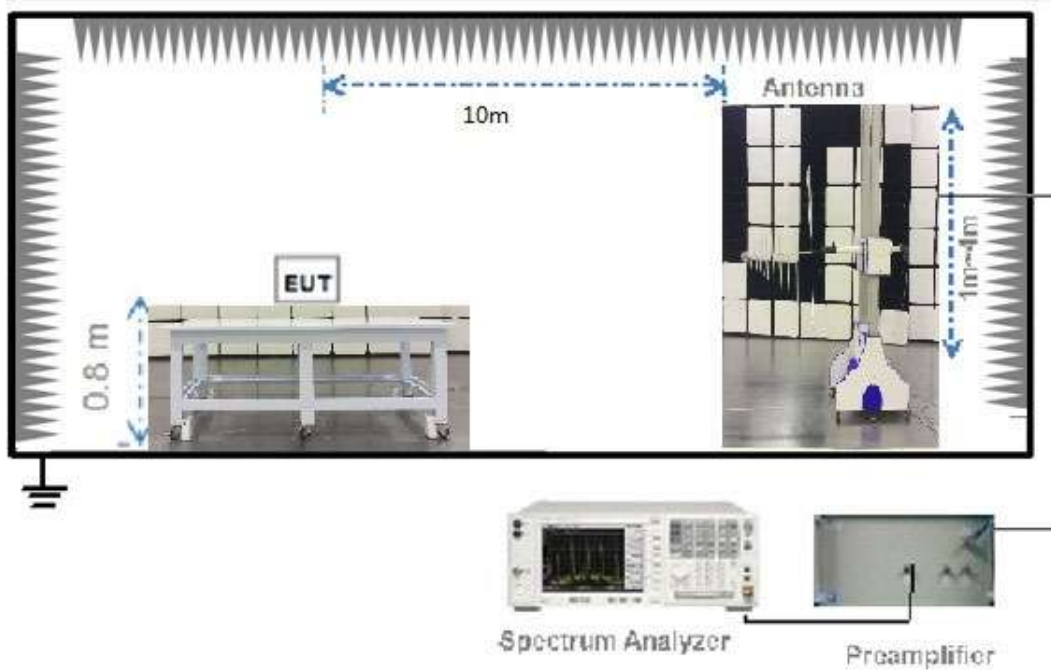 Antenna
10m
1m~4m
EUT
0.8 m
Spectrum Analyzer
Preamplifier